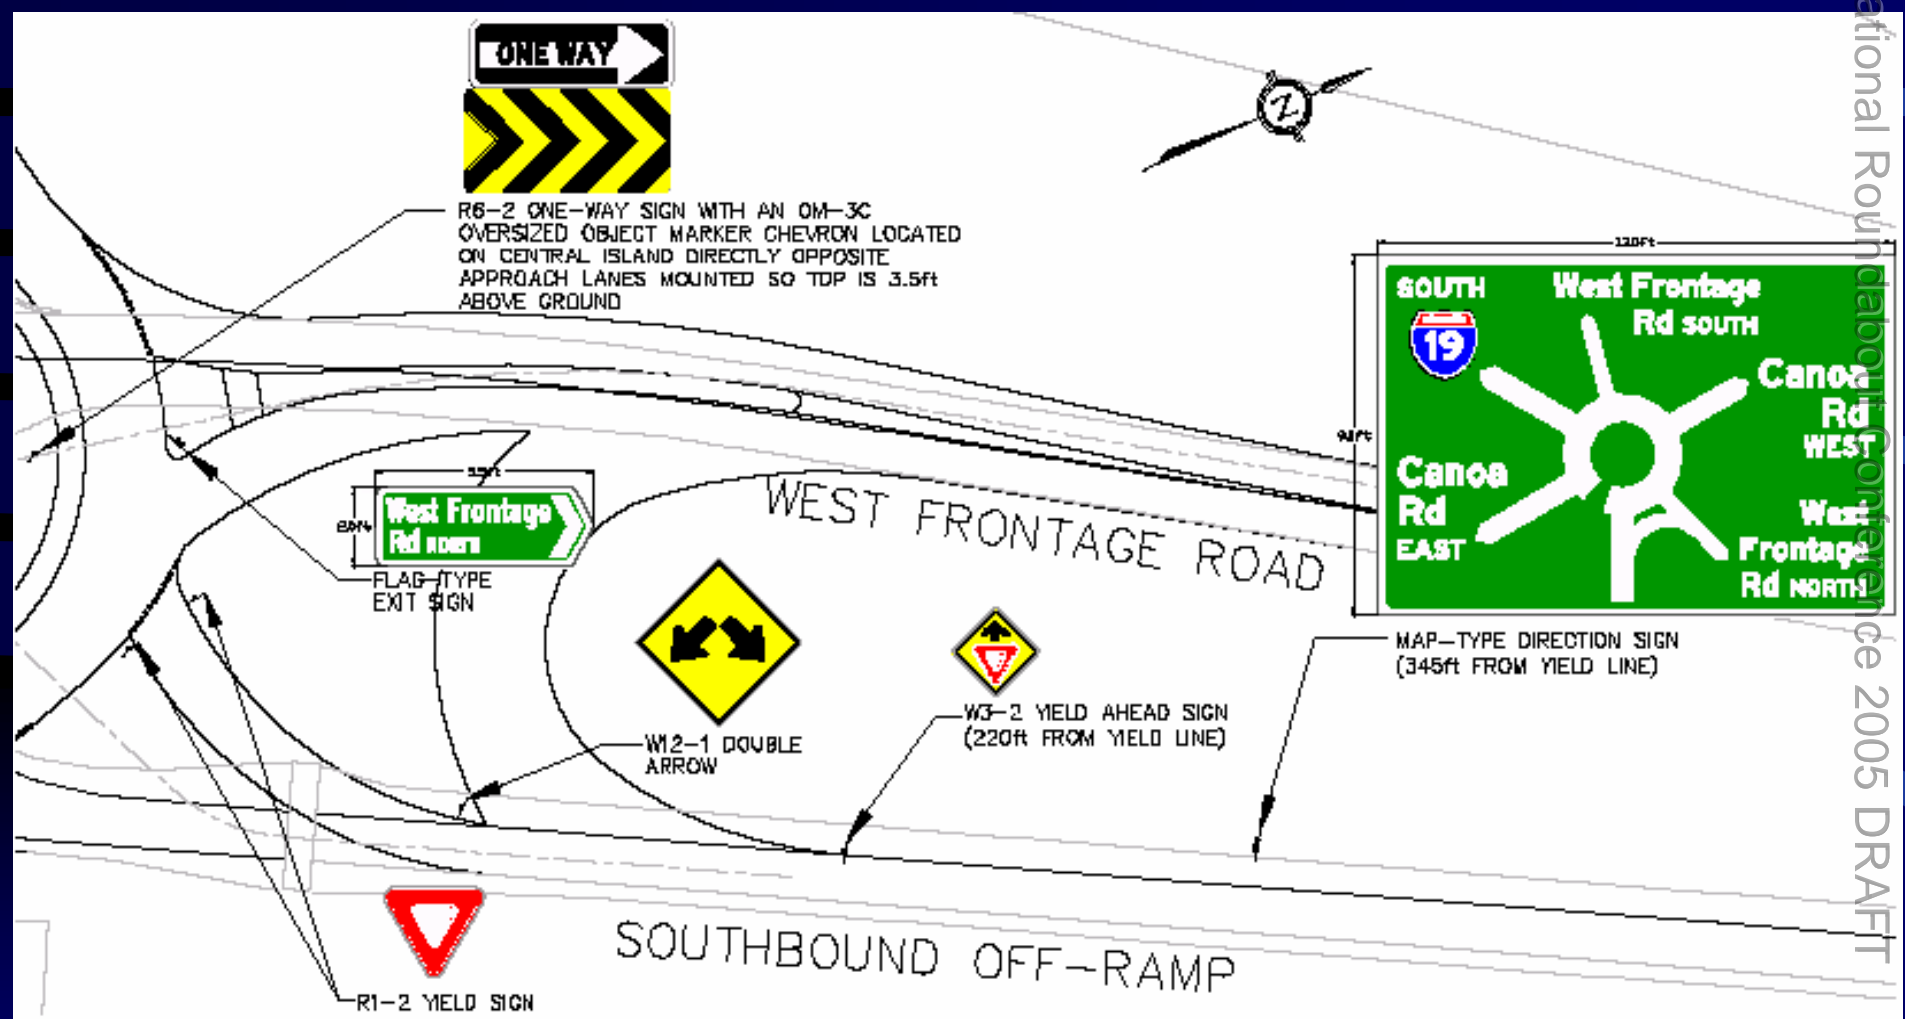 ONE WAY
R6-2 ONE-WAY SIGN WITH AN OM-3C
OVERSIZED OBJECT MARKER CHEVRON LOCATED
ON CENTRAL ISLAND DIRECTLY OPPOSITE
APPROACH LANES MOUNTED SO TOP IS 3.5ft
ABOVE GROUND
Z
SOUTH
19
West Frontage
Rd SOUTH
Canoa
Rd
WEST
Canoa
Rd
EAST
West
Frontage
Rd NORTH
West Frontage
Rd NORTH
FLAG-TYPE
EXIT SIGN
WEST FRONTAGE ROAD
W12-1 DOUBLE
ARROW
W3-2 YIELD AHEAD SIGN
(220ft FROM YIELD LINE)
MAP-TYPE DIRECTION SIGN
(345ft FROM YIELD LINE)
R1-2 YIELD SIGN
SOUTHBOUND OFF-RAMP
ational Roundabout Conference 2005 DRAFT